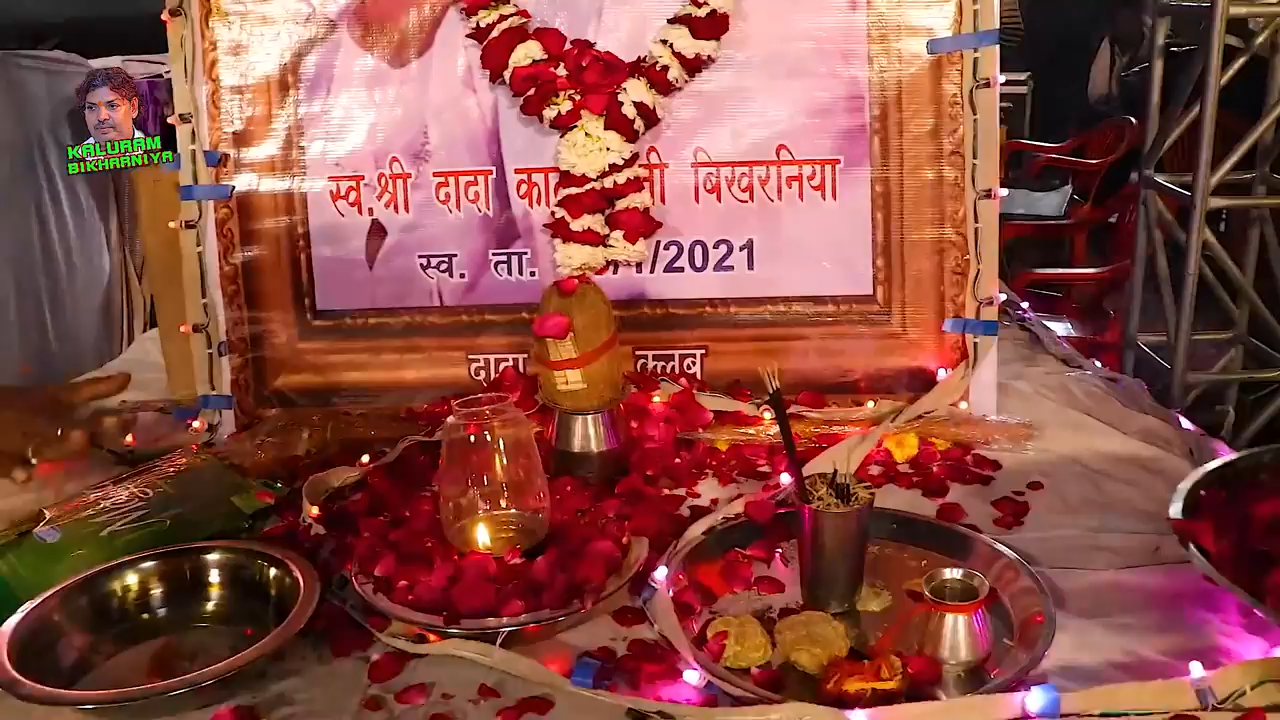 KALURAM
BIKHARNIYA
स्व.श्री दादा बिखरनिया
स्व. ता. /2021
दादा क्लब